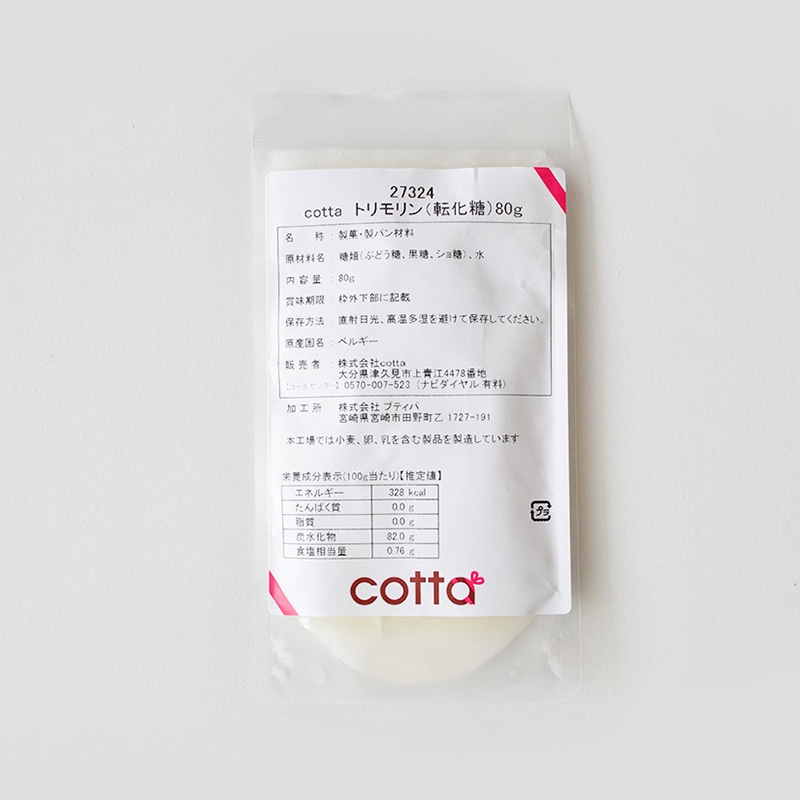 27324
cotta トリモリン(転化糖)80g
名 称 : 製菓・製パン材料
原材料名 : 糖類(ぶどう糖、果糖、ショ糖)、水
内容量 : 80g
賞味期限 : 枠外下部に記載
保存方法 : 直射日光、高温多湿を避けて保存してください。
原産国名 : ベルギー
販売者 : 株式会社cotta
大分県津久見市上青江4478番地
【コールセンター】 0570-007-523 (ナビダイヤル:有料)
加工所 : 株式会社 プティパ
宮崎県宮崎市田野町乙 1727-191
本工場では小麦、卵、乳を含む製品を製造しています
栄養成分表示(100g当たり)【推定値】
エネルギー 328 kcal
たんぱく質 0.0 g
脂質 0.0 g
炭水化物 82.0 g
食塩相当量 0.76 g
プラ
cotta